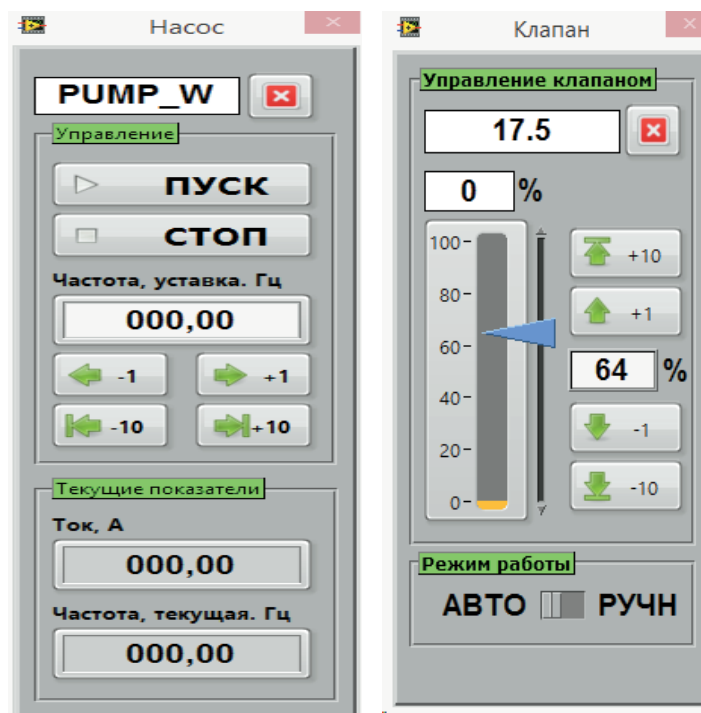 Насос
PUMP_W
Управление
ПУСК
СТОП
Частота, уставка. Гц
000,00
-1 +1
-10 +10
Текущие показатели
Ток, А
000,00
Частота, текущая. Гц
000,00
Клапан
Управление клапаном
17.5
0 %
100
80
60
40
20
0
+10
+1
64 %
-1
-10
Режим работы
АВТО РУЧН